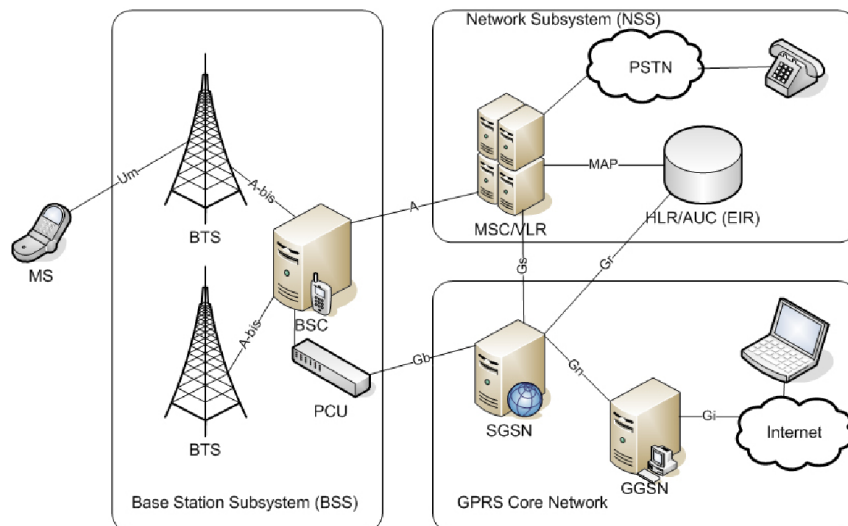 Network Subsystem (NSS)
PSTN
Um
A-bis
MAP
BTS
A
MSC/VLR
HLR/AUC (EIR)
MS
Gs
Gr
A-bis
BSC
Gb
Gn
PCU
SGSN
Gi
Internet
BTS
GGSN
Base Station Subsystem (BSS)
GPRS Core Network